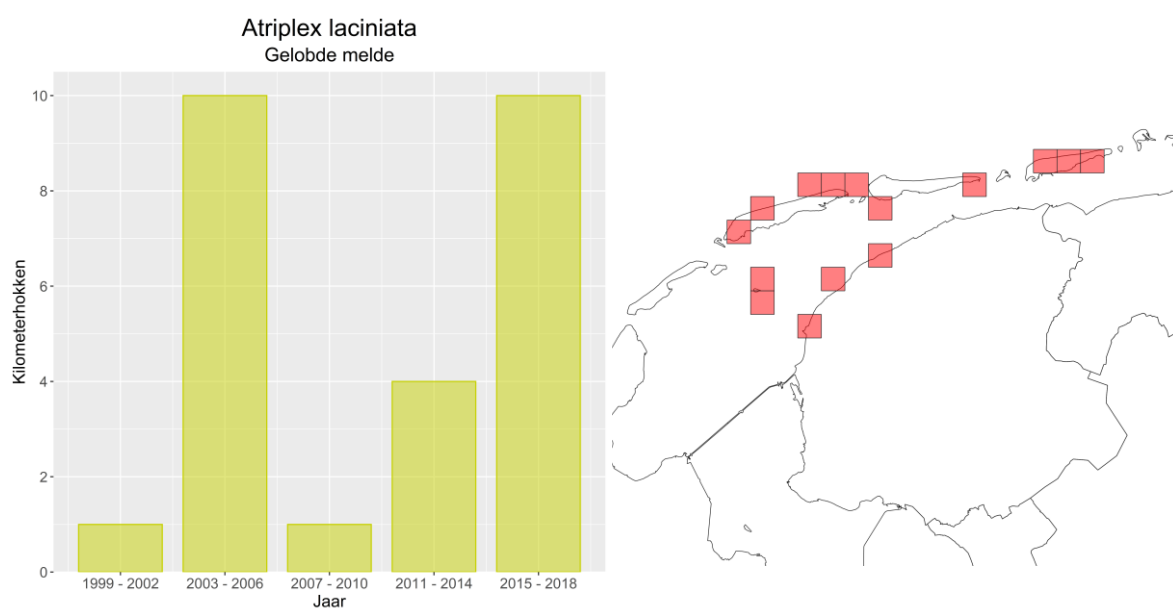 Atriplex laciniata
Gelobde melde
Kilometerhokken
10
8
6
4
2
0
1999 - 2002
2003 - 2006
2007 - 2010
2011 - 2014
2015 - 2018
Jaar